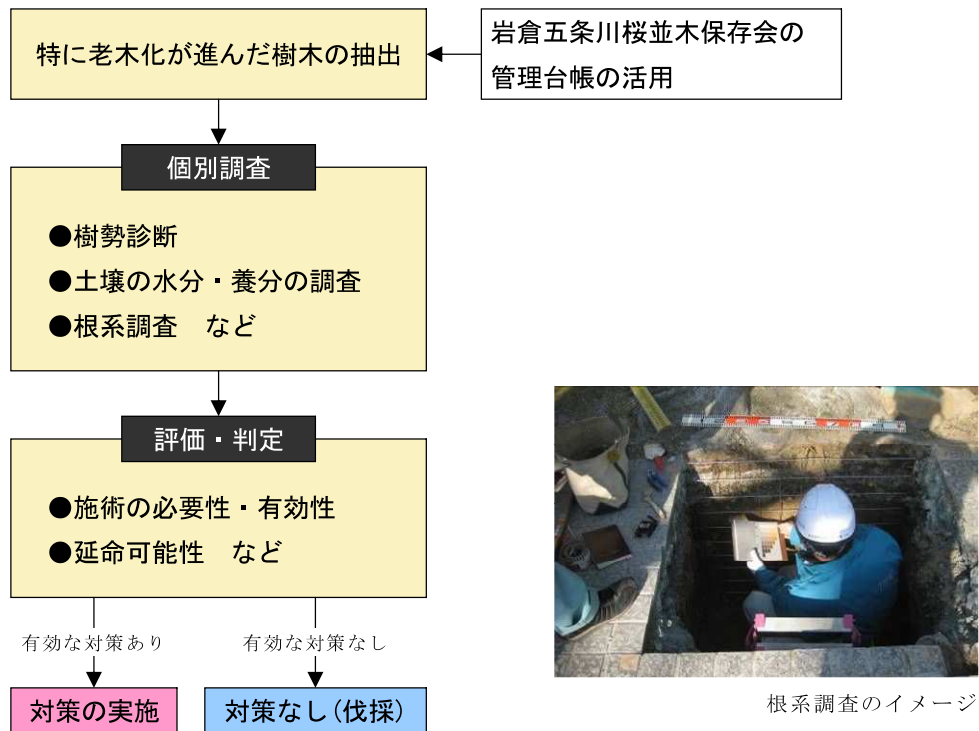 特に老木化が進んだ樹木の抽出
岩倉五条川桜並木保存会の
管理台帳の活用
個別調査
●樹勢診断
●土壌の水分・養分の調査
●根系調査　など
評価・判定
●施術の必要性・有効性
●延命可能性　など
有効な対策あり
有効な対策なし
対策の実施
対策なし(伐採)
根系調査のイメージ